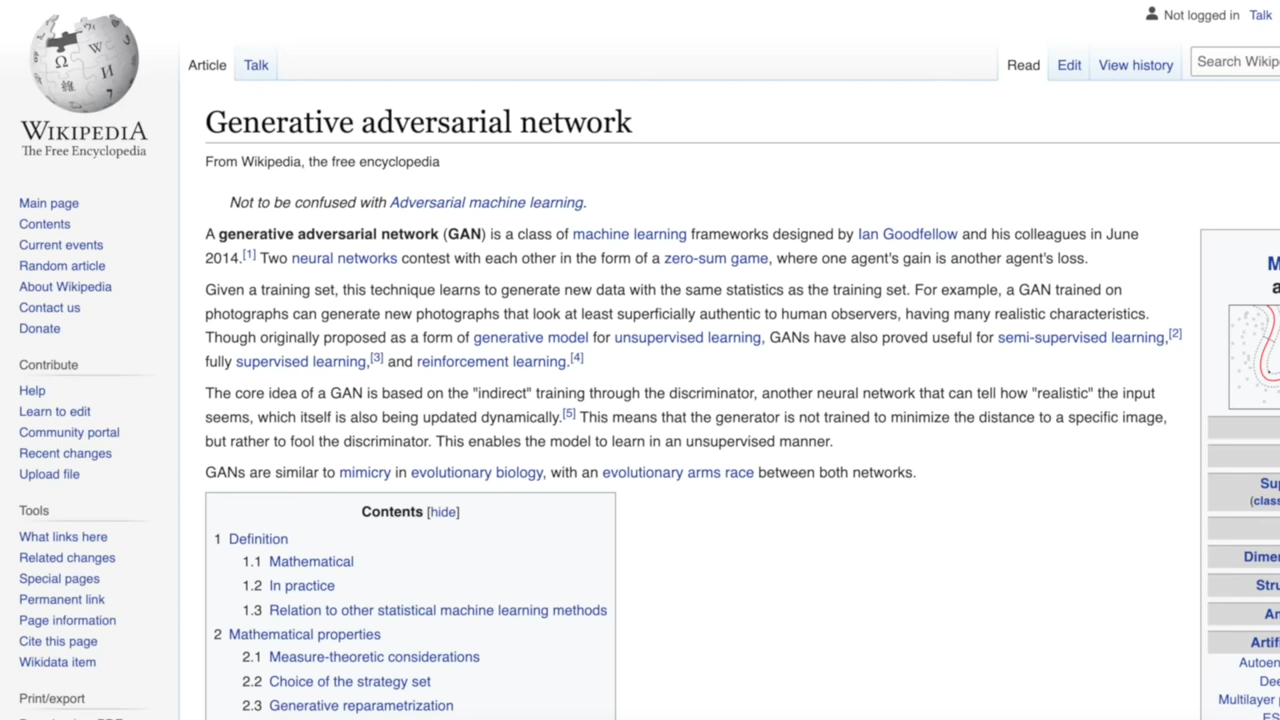 Not logged in Talk
WIKIPEDIA
The Free Encyclopedia
Article Talk Read Edit View history Search Wikip
Generative adversarial network
From Wikipedia, the free encyclopedia
Not to be confused with Adversarial machine learning.
A generative adversarial network (GAN) is a class of machine learning frameworks designed by Ian Goodfellow and his colleagues in June
2014.[1] Two neural networks contest with each other in the form of a zero-sum game, where one agent's gain is another agent's loss.
Given a training set, this technique learns to generate new data with the same statistics as the training set. For example, a GAN trained on
photographs can generate new photographs that look at least superficially authentic to human observers, having many realistic characteristics.
Though originally proposed as a form of generative model for unsupervised learning, GANs have also proved useful for semi-supervised learning,[2]
fully supervised learning,[3] and reinforcement learning.[4]
The core idea of a GAN is based on the "indirect" training through the discriminator, another neural network that can tell how "realistic" the input
seems, which itself is also being updated dynamically.[5] This means that the generator is not trained to minimize the distance to a specific image,
but rather to fool the discriminator. This enables the model to learn in an unsupervised manner.
GANs are similar to mimicry in evolutionary biology, with an evolutionary arms race between both networks.
Contents [hide]
1 Definition
1.1 Mathematical
1.2 In practice
1.3 Relation to other statistical machine learning methods
2 Mathematical properties
2.1 Measure-theoretic considerations
2.2 Choice of the strategy set
2.3 Generative reparametrization
Main page
Contents
Current events
Random article
About Wikipedia
Contact us
Donate
Contribute
Help
Learn to edit
Community portal
Recent changes
Upload file
Tools
What links here
Related changes
Special pages
Permanent link
Page information
Cite this page
Wikidata item
Print/export
M
a
Sup
(class
Dimen
Stru
An
Artif
Autoen
Dee
Multilayer